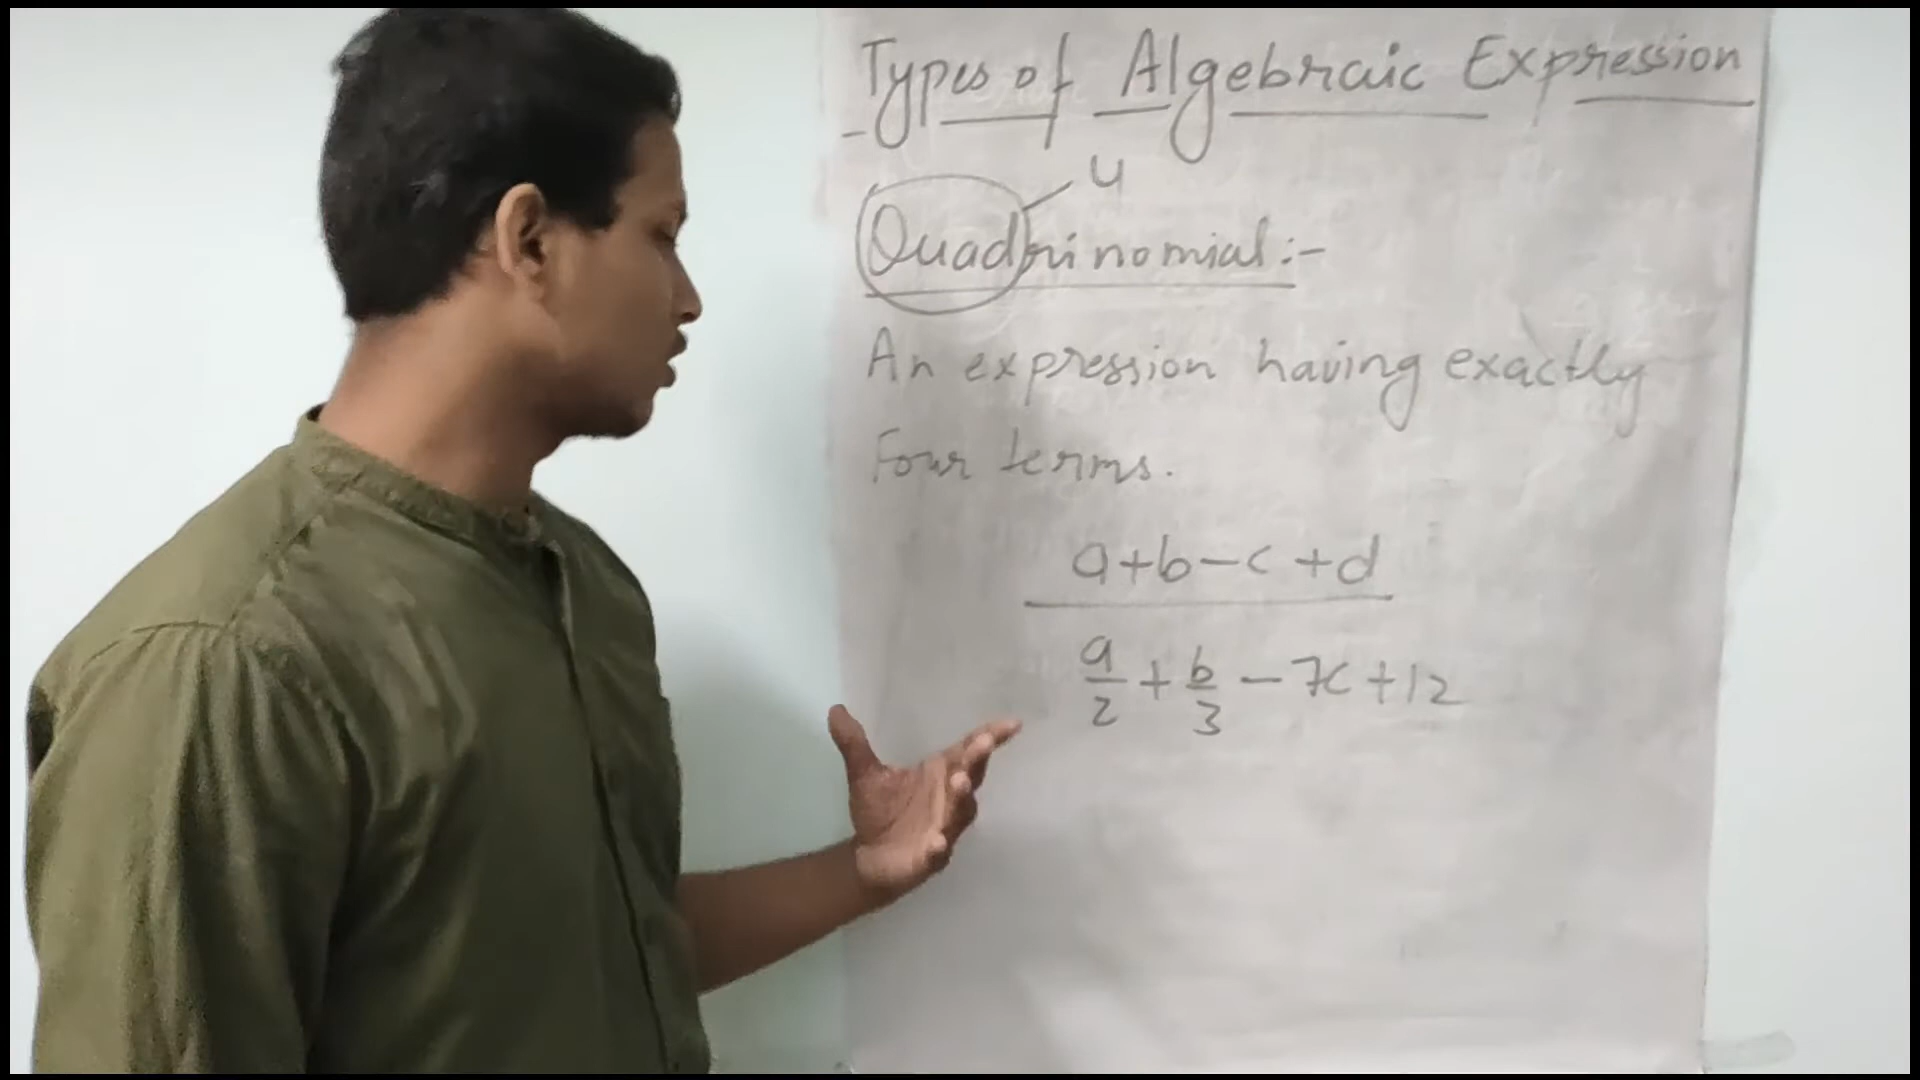 Types of Algebraic Expression
4
Quadrinomial:-
An expression having exactly
Four terms.
a+b-c+d
a/2 + b/3 - 7c + 12